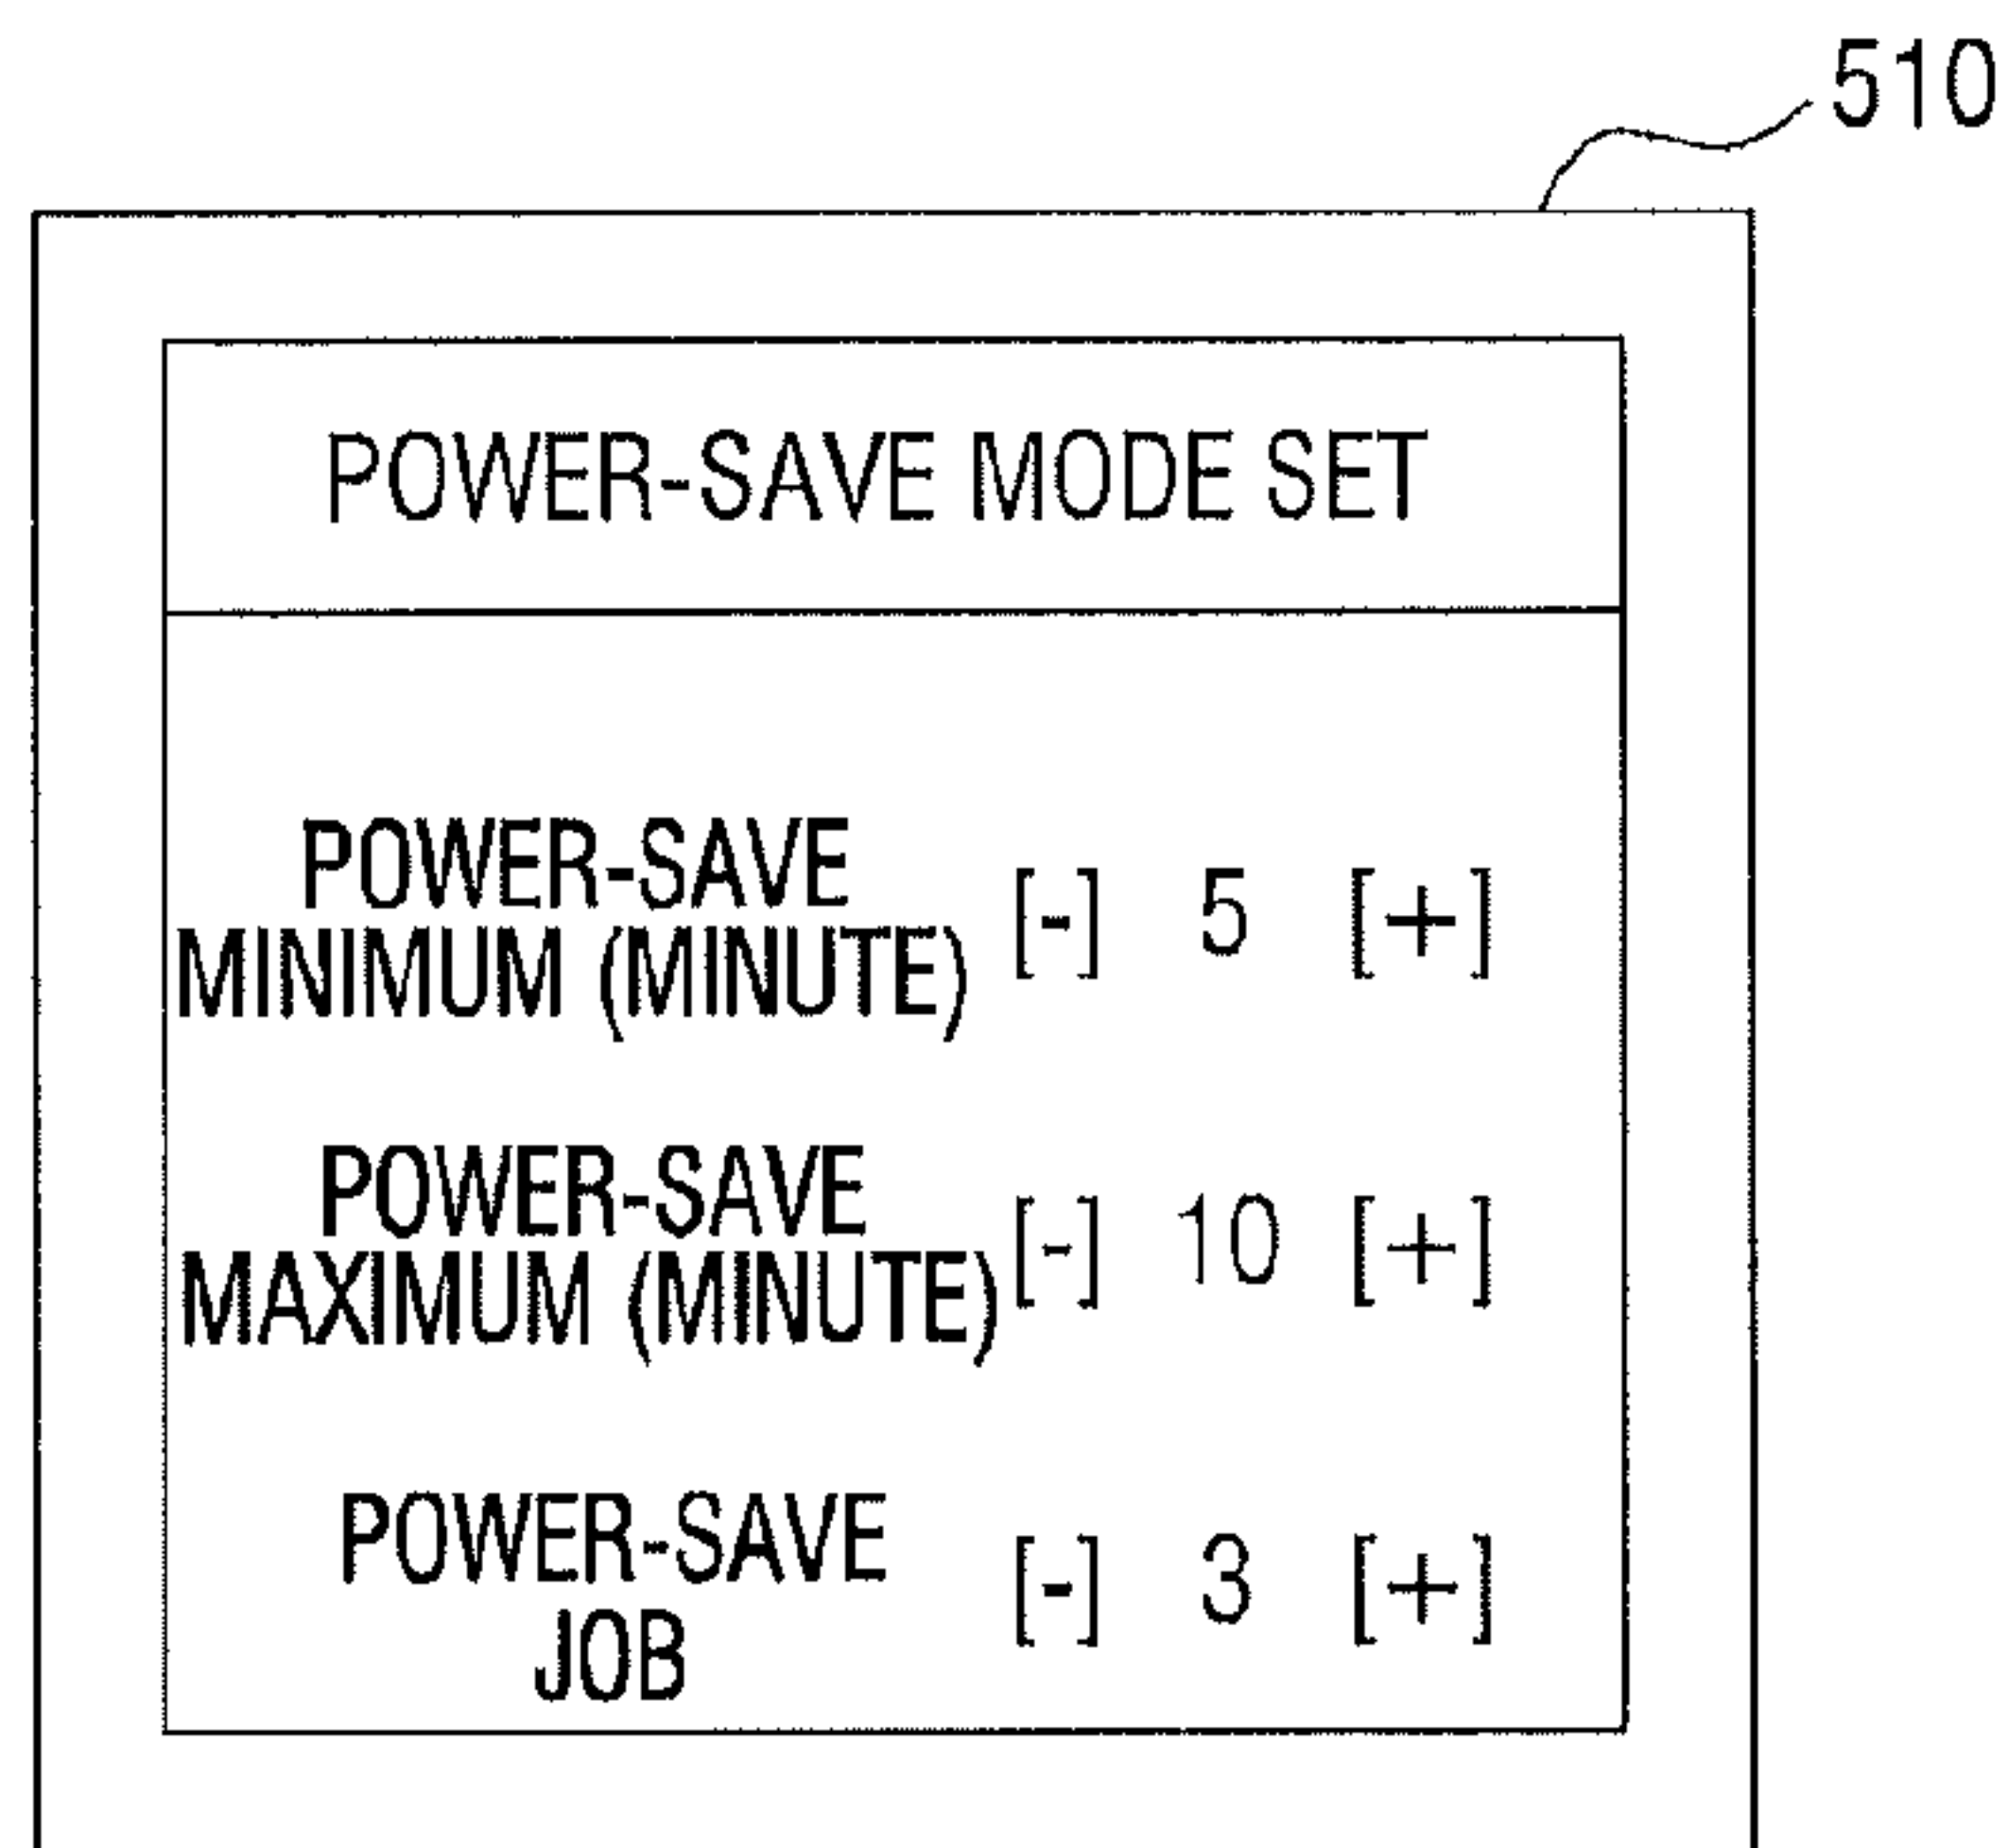 510
POWER-SAVE MODE SET
POWER-SAVE
MINIMUM (MINUTE) [-] 5 [+]
POWER-SAVE
MAXIMUM (MINUTE) [-] 10 [+]
POWER-SAVE
JOB [-] 3 [+]